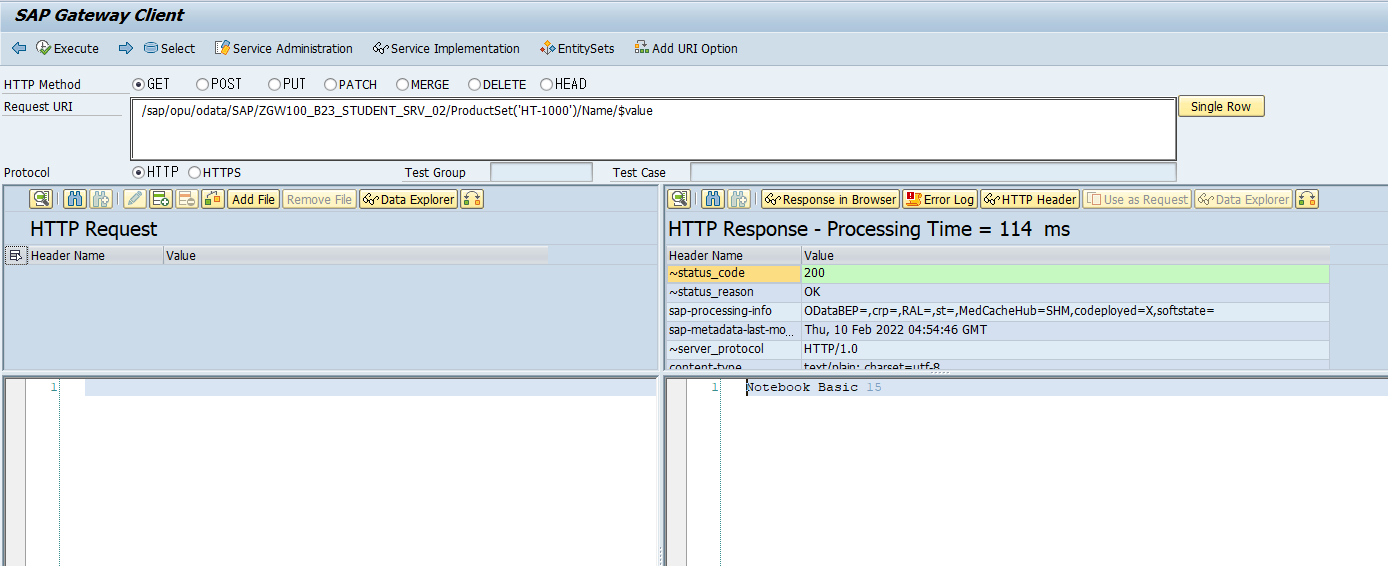 SAP Gateway Client
Execute Select Service Administration Service Implementation EntitySets Add URI Option
HTTP Method GET POST PUT PATCH MERGE DELETE HEAD
Request URI /sap/opu/odata/SAP/ZGW100_B23_STUDENT_SRV_02/ProductSet('HT-1000')/Name/$value Single Row
Protocol HTTP HTTPS Test Group Test Case
Add File Remove File Data Explorer
HTTP Request
Header Name Value
1
Response in Browser Error Log HTTP Header Use as Request Data Explorer
HTTP Response - Processing Time = 114 ms
Header Name Value
~status_code 200
~status_reason OK
sap-processing-info ODataBEP=,crp=,RAL=,st=,MedCacheHub=SHM,codeployed=X,softstate=
sap-metadata-last-mo... Thu, 10 Feb 2022 04:54:46 GMT
~server_protocol HTTP/1.0
content-type text/plain; charset=utf-8
1 Notebook Basic 15